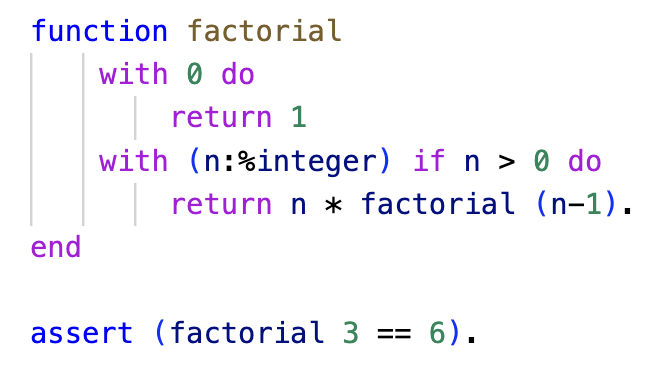 function factorial
    with 0 do
        return 1
    with (n:%integer) if n > 0 do
        return n * factorial (n-1).
end

assert (factorial 3 == 6).